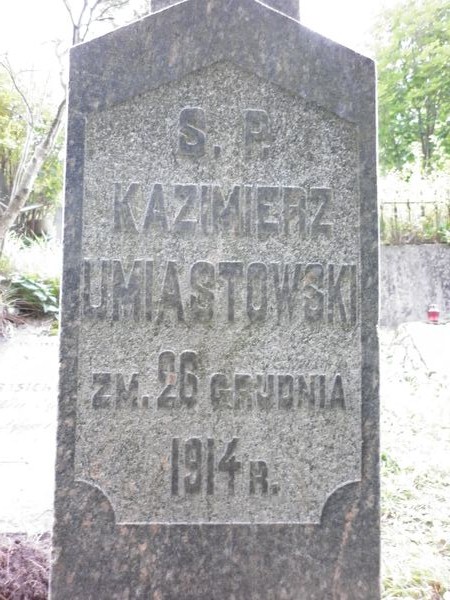 S. P.
KAZIMIERZ
UMIASTOWSKI
ZM. 26 GRUDNIA
1914 R.